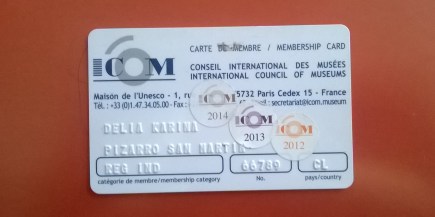 ICOM
CARTE DE MEMBRE / MEMBERSHIP CARD
CONSEIL INTERNATIONAL DES MUSÉES
INTERNATIONAL COUNCIL OF MUSEUMS
Maison de l'Unesco - 1, 5732 Paris Cedex 15 - France
Tél. : +33 (0)1.47.34.05.00 - Fax : secretariat@icom.museum
ICOM 2014
ICOM 2013
ICOM 2012
DELIA KARINA
PIZARRO SAN MARTIN
REG IND 66789 CL
catégorie de membre/membership category No. pays/country